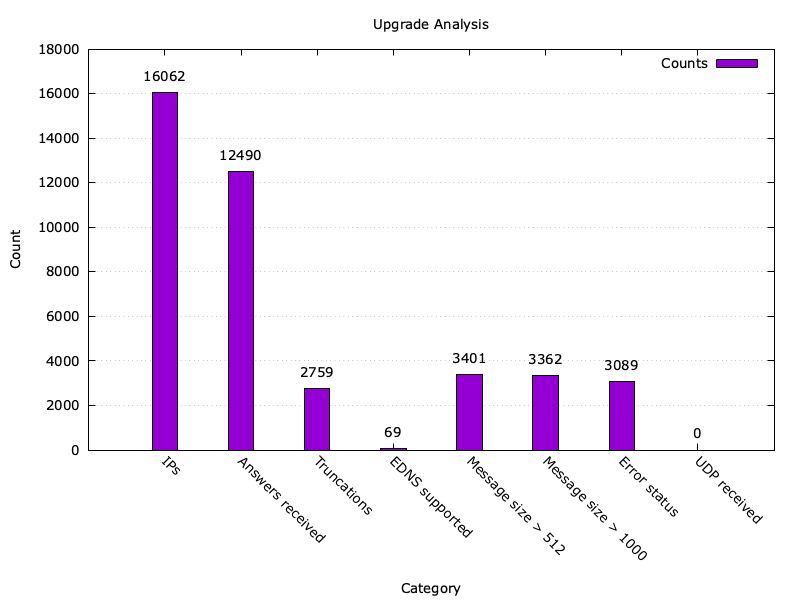 Upgrade Analysis
Counts
18000
16000
14000
12000
10000
8000
6000
4000
2000
0
Count
16062
12490
2759
69
3401
3362
3089
0
IPs
Answers received
Truncations
EDNS supported
Message size > 512
Message size > 1000
Error status
UDP received
Category